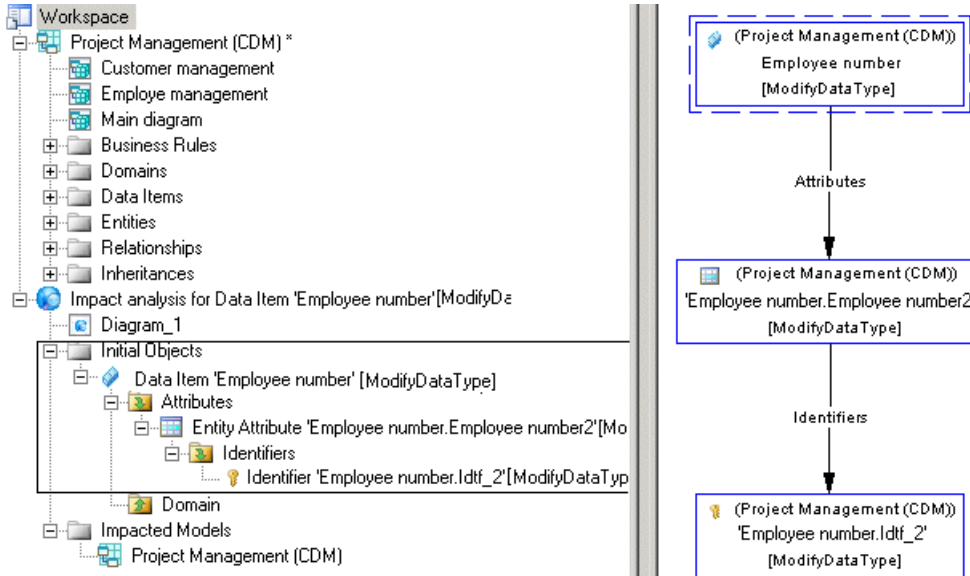 Workspace
Project Management (CDM) *
Customer management
Employe management
Main diagram
Business Rules
Domains
Data Items
Entities
Relationships
Inheritances
Impact analysis for Data Item 'Employee number'[ModifyDa
Diagram_1
Initial Objects
Data Item 'Employee number' [ModifyDataType]
Attributes
Entity Attribute 'Employee number.Employee number2'[Mo
Identifiers
Identifier 'Employee number.Idtf_2'[ModifyDataTyp
Domain
Impacted Models
Project Management (CDM)
(Project Management (CDM))
Employee number
[ModifyDataType]
Attributes
(Project Management (CDM))
'Employee number.Employee number2
[ModifyDataType]
Identifiers
(Project Management (CDM))
'Employee number.Idtf_2'
[ModifyDataType]